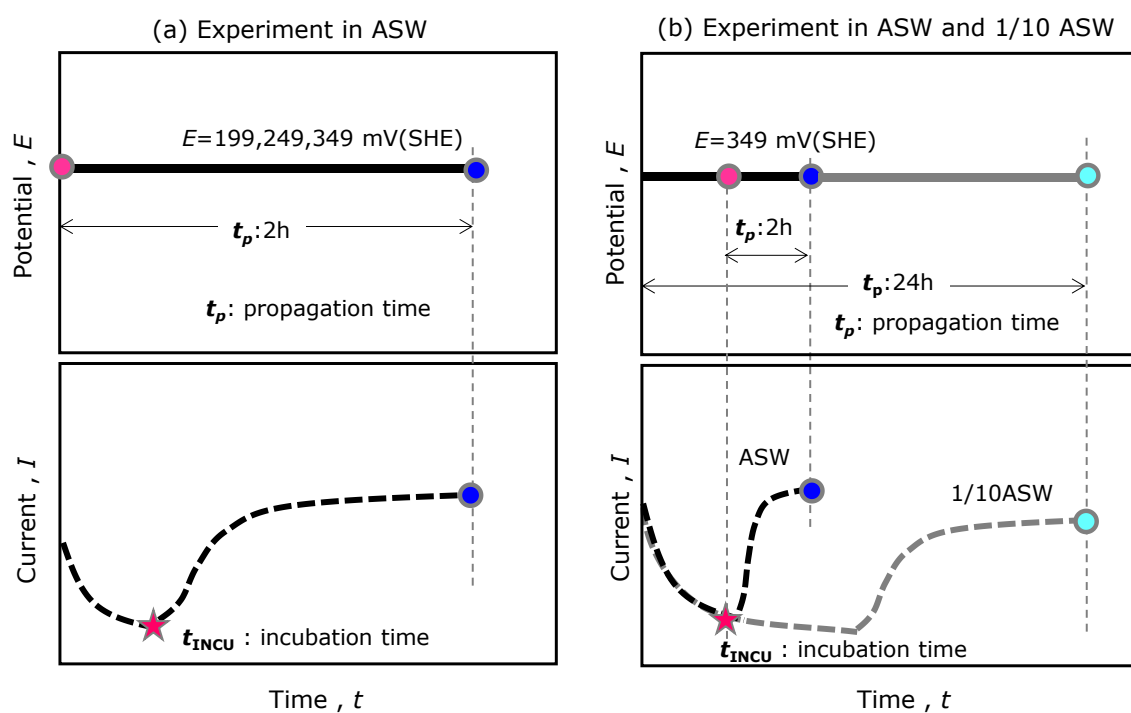 (a) Experiment in ASW
Potential , E
E=199,249,349 mV(SHE)
tp:2h
tp: propagation time
Current , I
tINCU : incubation time
Time , t
(b) Experiment in ASW and 1/10 ASW
Potential , E
E=349 mV(SHE)
tp:2h
tp:24h
tp: propagation time
Current , I
ASW
1/10ASW
tINCU : incubation time
Time , t